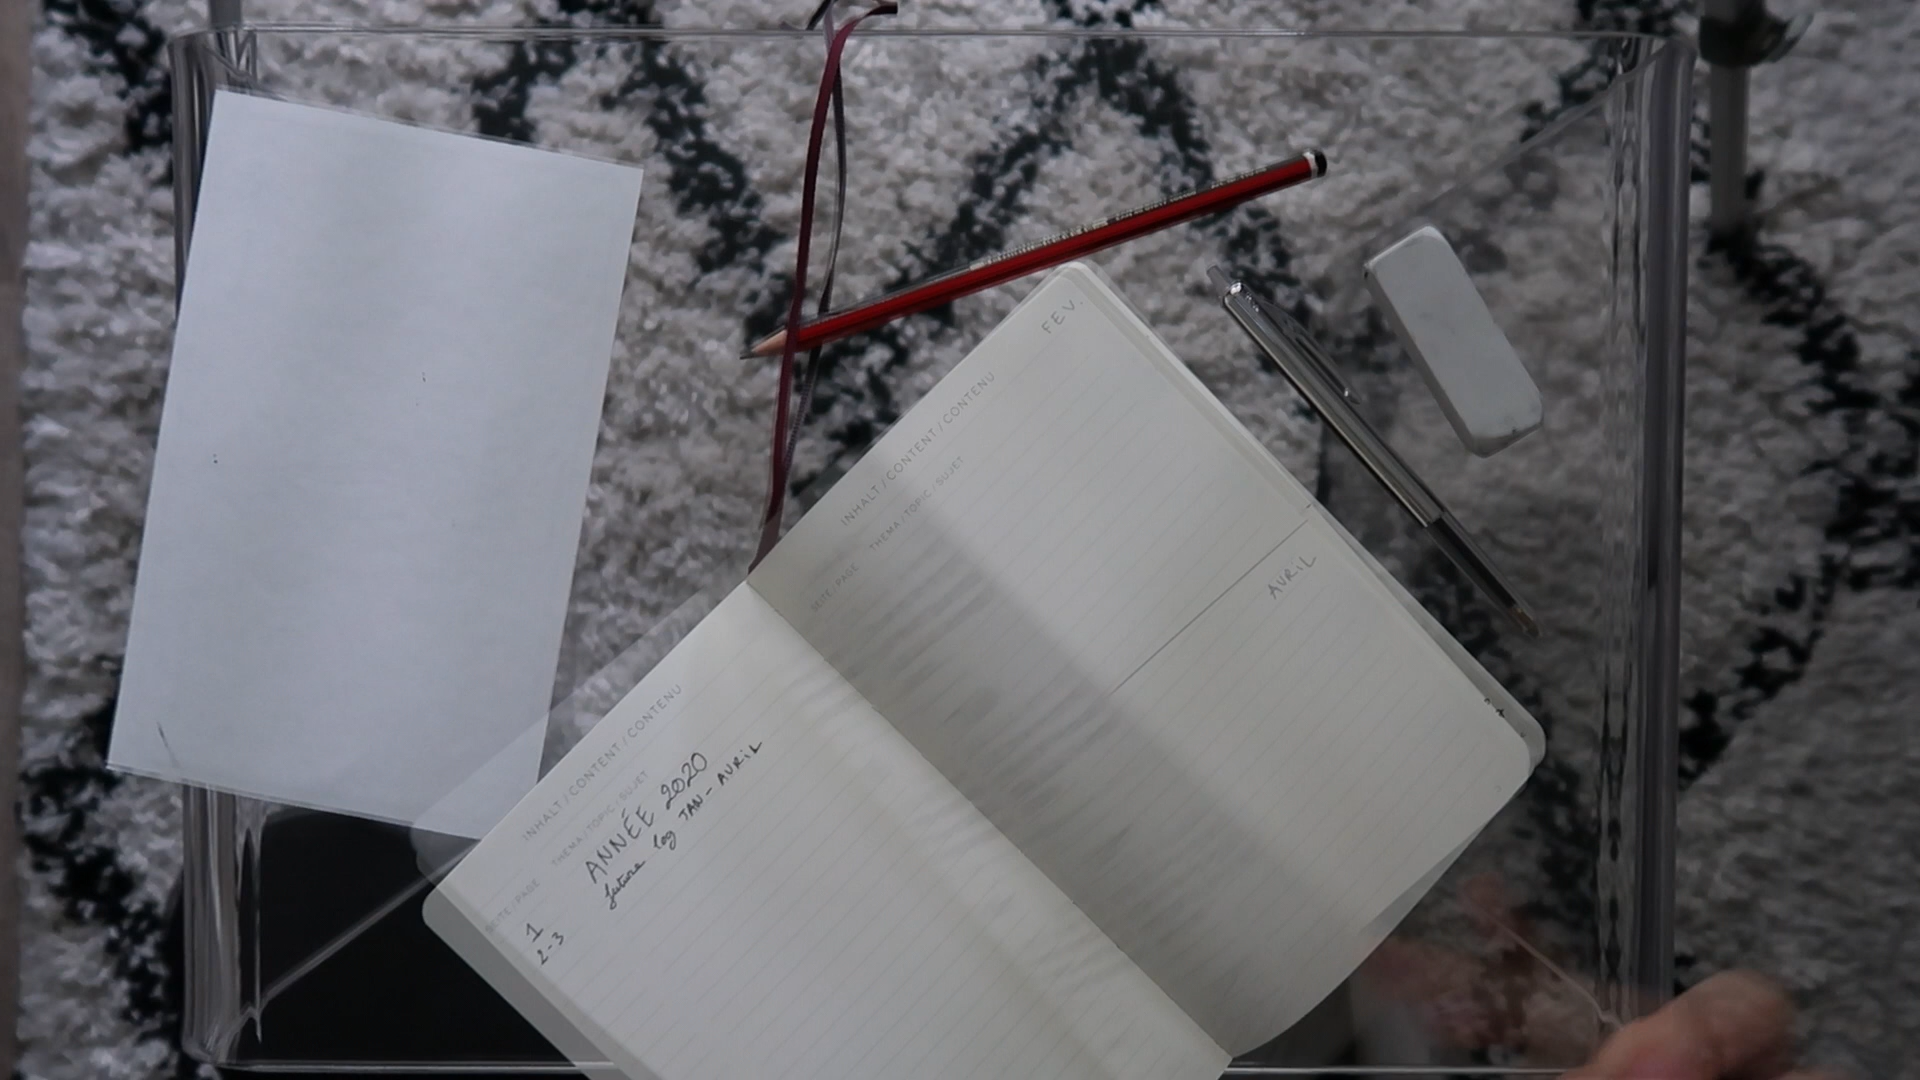 INHALT / CONTENT / CONTENU
SEITE / PAGE THEMA / TOPIC / SUJET
1 ANNÉE 2020
2-3 future log JAN - AVRIL
INHALT / CONTENT / CONTENU
FEV.
SEITE / PAGE THEMA / TOPIC / SUJET
AVRIL